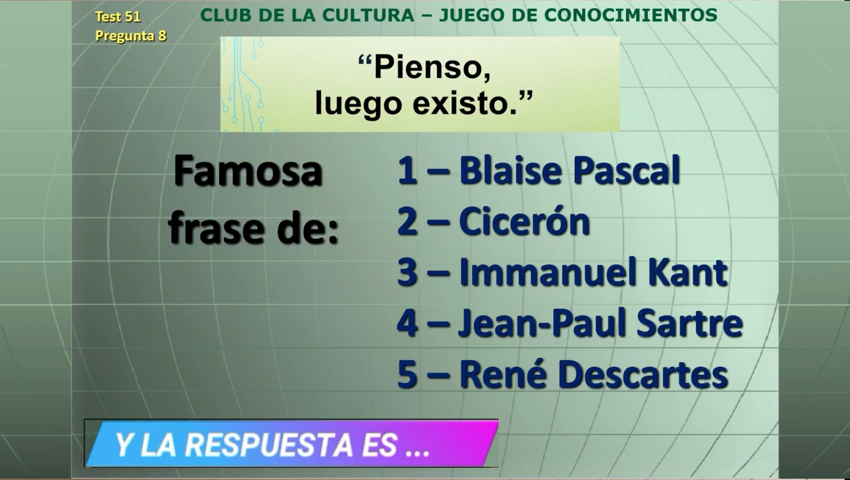 Test 51
Pregunta 8
CLUB DE LA CULTURA – JUEGO DE CONOCIMIENTOS
“Pienso,
luego existo.”
Famosa
frase de:
1 – Blaise Pascal
2 – Cicerón
3 – Immanuel Kant
4 – Jean-Paul Sartre
5 – René Descartes
Y LA RESPUESTA ES ...